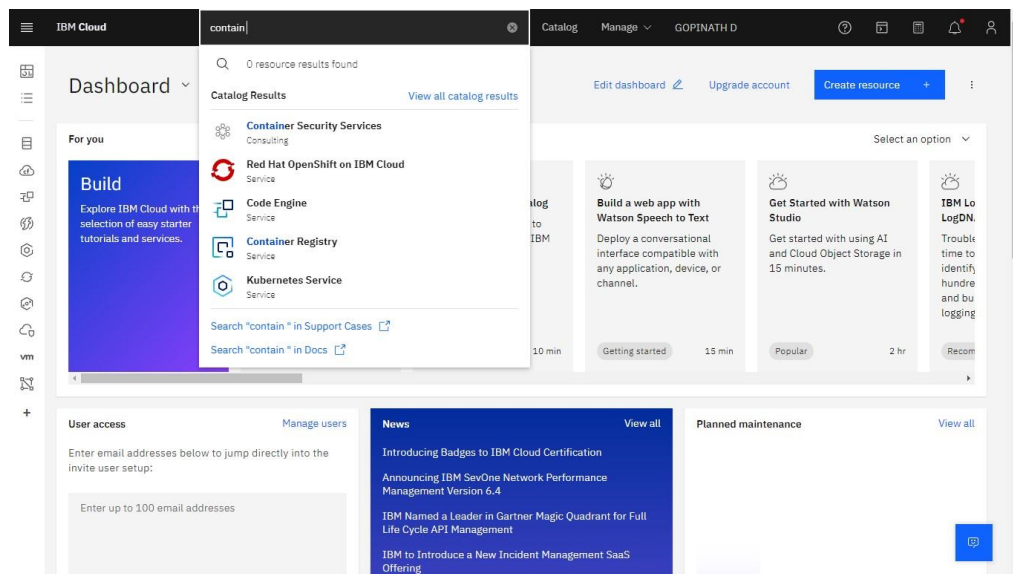 IBM Cloud
contain
Catalog
Manage
GOPINATH D
0 resource results found
Catalog Results
View all catalog results
Container Security Services
Consulting
Red Hat OpenShift on IBM Cloud
Service
Code Engine
Service
Container Registry
Service
Kubernetes Service
Service
Search "contain " in Support Cases
Search "contain " in Docs
Dashboard
Edit dashboard
Upgrade account
Create resource +
For you
Select an option
Build
Explore IBM Cloud with th
selection of easy starter
tutorials and services.
alog
to
IBM
10 min
Build a web app with
Watson Speech to Text
Deploy a conversational
interface compatible with
any application, device, or
channel.
Getting started
15 min
Get Started with Watson
Studio
Get started with using AI
and Cloud Object Storage in
15 minutes.
Popular
2 hr
IBM Lo
LogDN
Trouble
time to
identify
hundre
and bu
logging
Recom
vm
User access
Manage users
Enter email addresses below to jump directly into the
invite user setup:
Enter up to 100 email addresses
News
View all
Introducing Badges to IBM Cloud Certification
Announcing IBM SevOne Network Performance
Management Version 6.4
IBM Named a Leader in Gartner Magic Quadrant for Full
Life Cycle API Management
IBM to Introduce a New Incident Management SaaS
Offering
Planned maintenance
View all